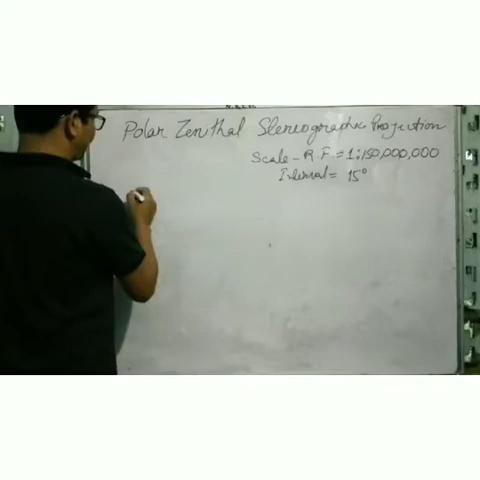 Polar Zenithal Stereographic Projection
Scale - R.F = 1:150,000,000
Interval = 15°